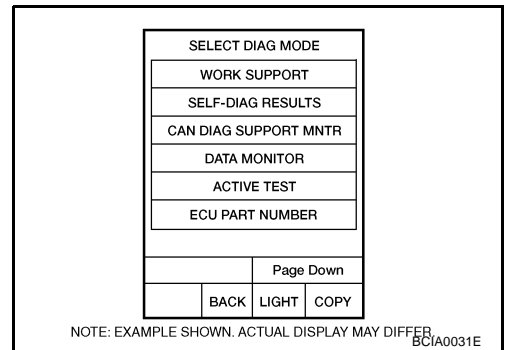 SELECT DIAG MODE
WORK SUPPORT
SELF-DIAG RESULTS
CAN DIAG SUPPORT MNTR
DATA MONITOR
ACTIVE TEST
ECU PART NUMBER
Page Down
BACK LIGHT COPY
NOTE: EXAMPLE SHOWN. ACTUAL DISPLAY MAY DIFFER.
BCIA0031E